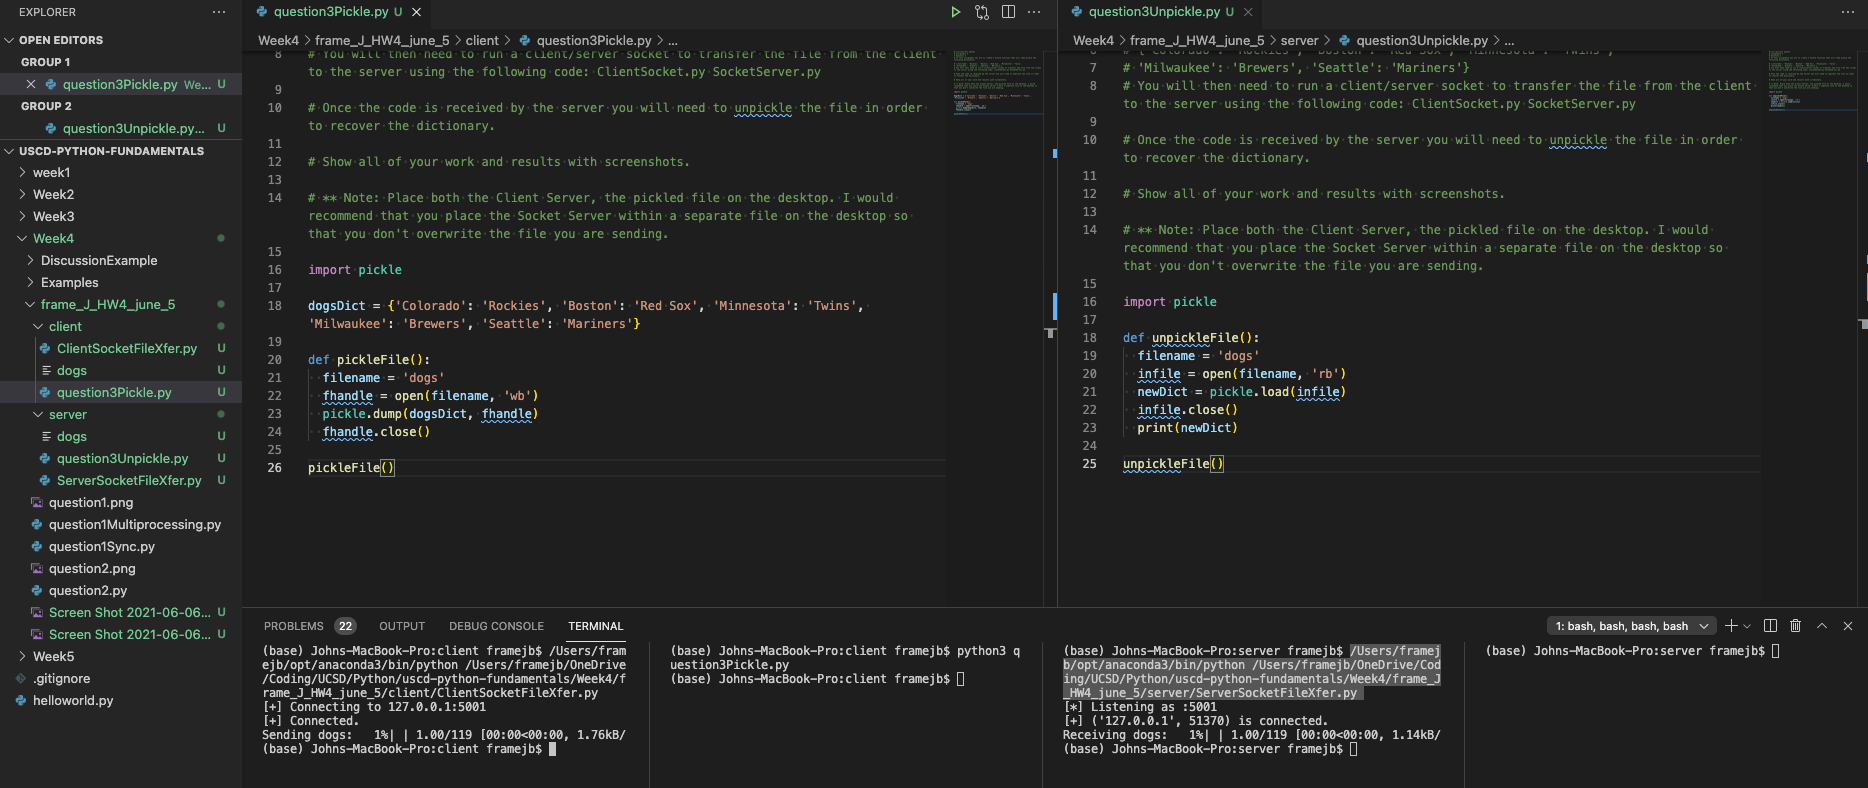 EXPLORER
OPEN EDITORS
GROUP 1
question3Pickle.py We... U
GROUP 2
question3Unpickle.py... U
USCD-PYTHON-FUNDAMENTALS
week1
Week2
Week3
Week4
DiscussionExample
Examples
frame_J_HW4_june_5
client
ClientSocketFileXfer.py U
dogs U
question3Pickle.py U
server
dogs U
question3Unpickle.py U
ServerSocketFileXfer.py U
question1.png
question1Multiprocessing.py
question1Sync.py
question2.png
question2.py
Screen Shot 2021-06-06... U
Screen Shot 2021-06-06... U
Week5
.gitignore
helloworld.py
question3Pickle.py U
Week4 > frame_J_HW4_june_5 > client > question3Pickle.py > ...
8 # You will then need to run a client/server socket to transfer the file from the client
to the server using the following code: ClientSocket.py SocketServer.py
9
10 # Once the code is received by the server you will need to unpickle the file in order
to recover the dictionary.
11
12 # Show all of your work and results with screenshots.
13
14 # ** Note: Place both the Client Server, the pickled file on the desktop. I would
recommend that you place the Socket Server within a separate file on the desktop so
that you don't overwrite the file you are sending.
15
16 import pickle
17
18 dogsDict = {'Colorado': 'Rockies', 'Boston': 'Red Sox', 'Minnesota': 'Twins',
'Milwaukee': 'Brewers', 'Seattle': 'Mariners'}
19
20 def pickleFile():
21 filename = 'dogs'
22 fhandle = open(filename, 'wb')
23 pickle.dump(dogsDict, fhandle)
24 fhandle.close()
25
26 pickleFile()
question3Unpickle.py U
Week4 > frame_J_HW4_june_5 > server > question3Unpickle.py > ...
6 # {'Colorado': 'Rockies', 'Boston': 'Red Sox', 'Minnesota': 'Twins',
7 # 'Milwaukee': 'Brewers', 'Seattle': 'Mariners'}
8 # You will then need to run a client/server socket to transfer the file from the client
to the server using the following code: ClientSocket.py SocketServer.py
9
10 # Once the code is received by the server you will need to unpickle the file in order
to recover the dictionary.
11
12 # Show all of your work and results with screenshots.
13
14 # ** Note: Place both the Client Server, the pickled file on the desktop. I would
recommend that you place the Socket Server within a separate file on the desktop so
that you don't overwrite the file you are sending.
15
16 import pickle
17
18 def unpickleFile():
19 filename = 'dogs'
20 infile = open(filename, 'rb')
21 newDict = pickle.load(infile)
22 infile.close()
23 print(newDict)
24
25 unpickleFile()
PROBLEMS 22 OUTPUT DEBUG CONSOLE TERMINAL
1: bash, bash, bash, bash
(base) Johns-MacBook-Pro:client framejb$ /Users/fram
ejb/opt/anaconda3/bin/python /Users/framejb/OneDrive
/Coding/UCSD/Python/uscd-python-fundamentals/Week4/f
rame_J_HW4_june_5/client/ClientSocketFileXfer.py
[+] Connecting to 127.0.0.1:5001
[+] Connected.
Sending dogs: 1%| | 1.00/119 [00:00<00:00, 1.76kB/
(base) Johns-MacBook-Pro:client framejb$
(base) Johns-MacBook-Pro:client framejb$ python3 q
uestion3Pickle.py
(base) Johns-MacBook-Pro:client framejb$
(base) Johns-MacBook-Pro:server framejb$ /Users/framej
b/opt/anaconda3/bin/python /Users/framejb/OneDrive/Cod
ing/UCSD/Python/uscd-python-fundamentals/Week4/frame_J
_HW4_june_5/server/ServerSocketFileXfer.py
[*] Listening as :5001
[+] ('127.0.0.1', 51370) is connected.
Receiving dogs: 1%| | 1.00/119 [00:00<00:00, 1.14kB/
(base) Johns-MacBook-Pro:server framejb$
(base) Johns-MacBook-Pro:server framejb$